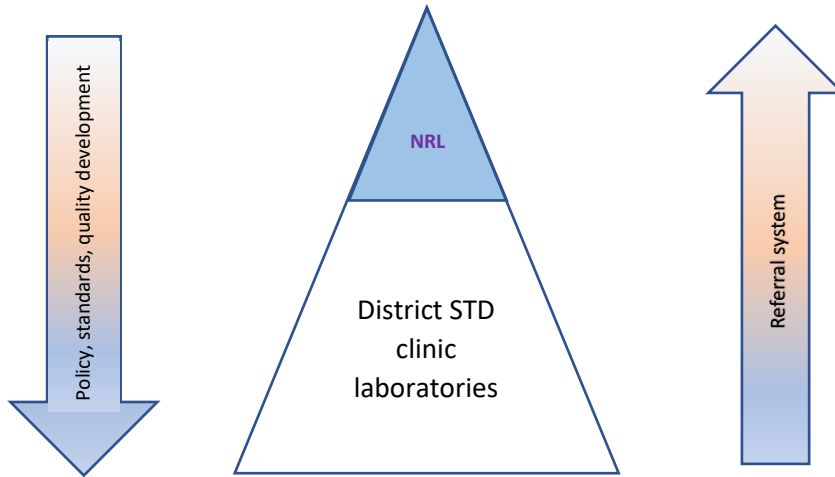 Policy, standards, quality development
NRL
District STD
clinic
laboratories
Referral system